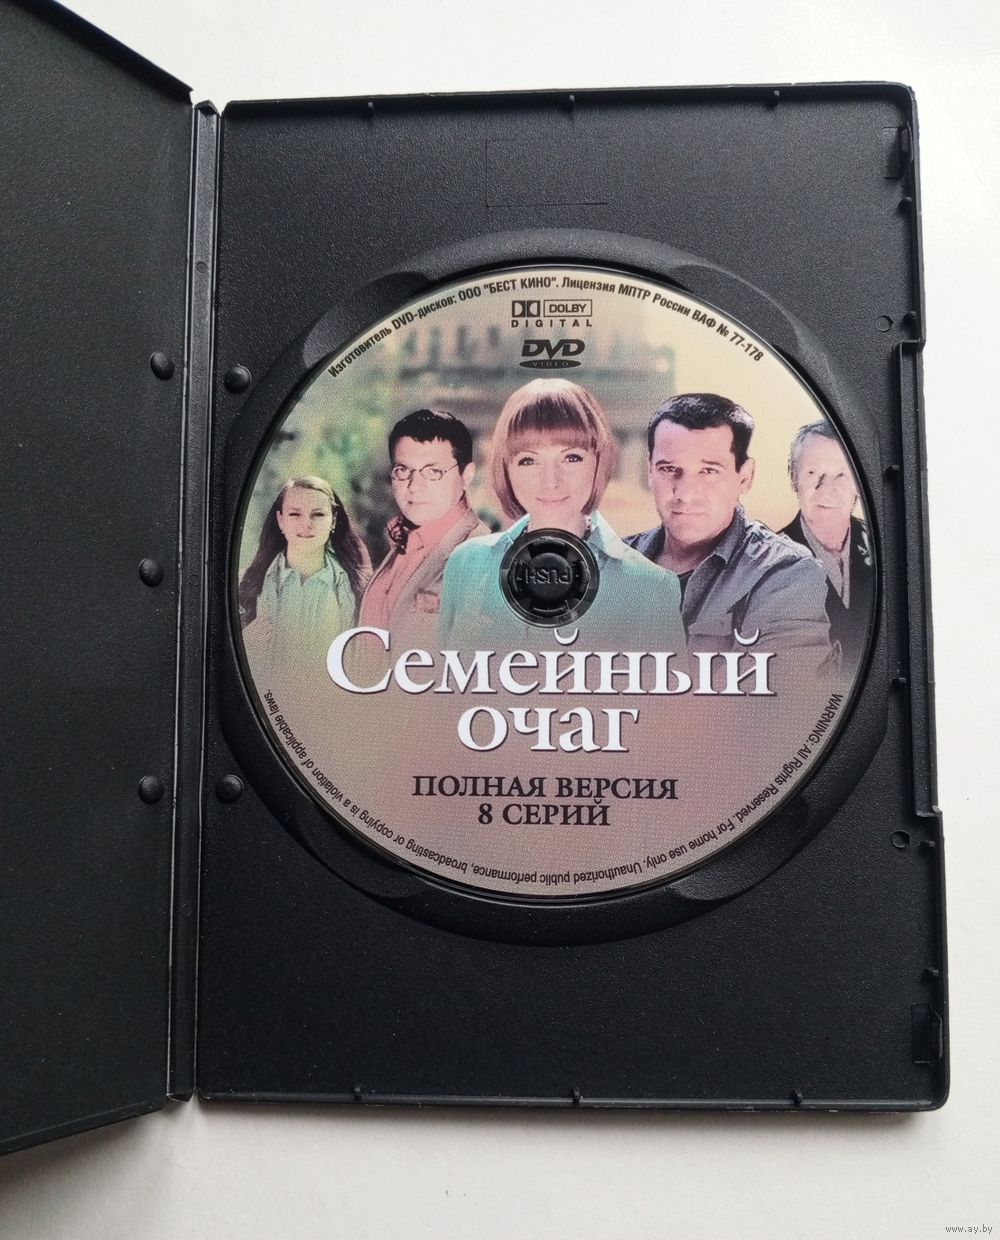 Изготовитель DVD-дисков: ООО "БЕСТ КИНО". Лицензия МПТР России ВАФ № 77-178
DOLBY
DIGITAL
DVD
VIDEO
PUSH
Семейный
очаг
ПОЛНАЯ ВЕРСИЯ
8 СЕРИЙ
WARNING: All Rights Reserved. For home use only. Unauthorized public performance, broadcasting or copying is a violation of applicable laws.
www.ay.by